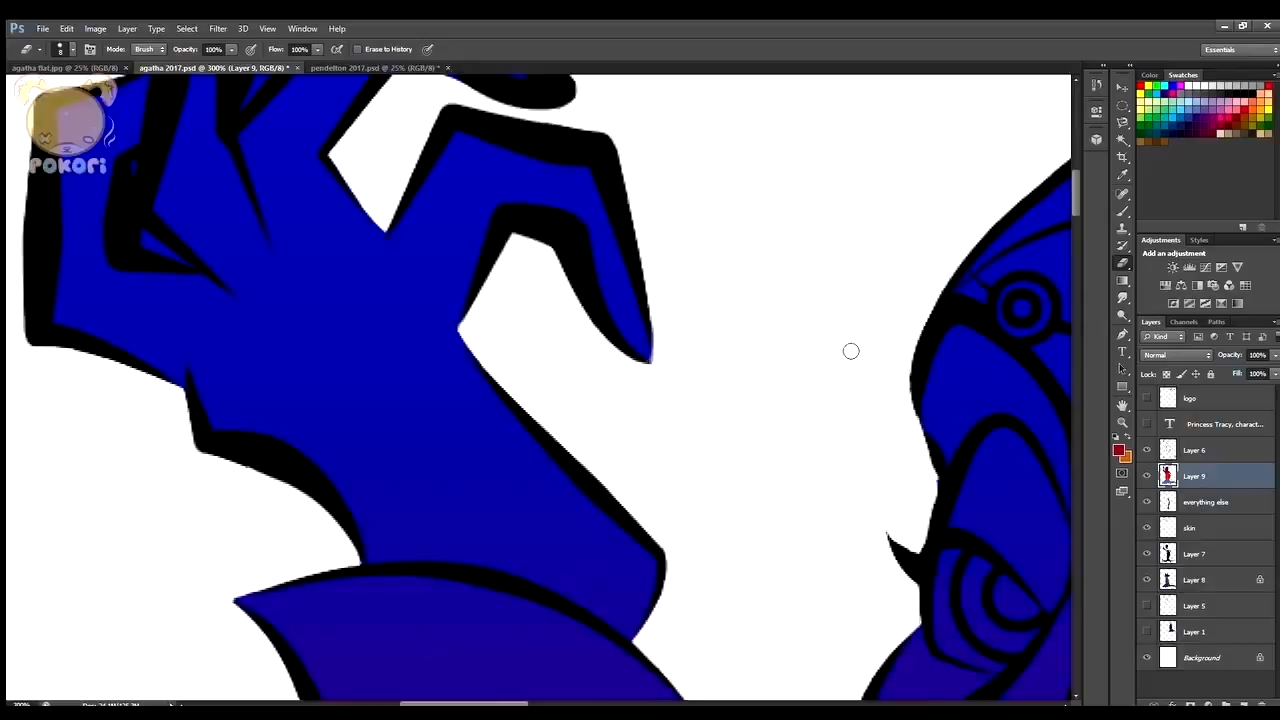 Ps File Edit Image Layer Type Select Filter 3D View Window Help
8 Mode: Brush Opacity: 100% Flow: 100% Erase to History Essentials
agatha flat.jpg @ 25% (RGB/8) × agatha 2017.psd @ 300% (Layer 9, RGB/8) * × pendelton 2017.psd @ 25% (RGB/8) * ×
POKORI
Color Swatches
Adjustments Styles
Add an adjustment
Layers Channels Paths
Kind
Normal Opacity: 100%
Lock: Fill: 100%
logo
T Princess Tracy, charact...
Layer 6
Layer 9
everything else
skin
Layer 7
Layer 8
Layer 5
Layer 1
Background
300%